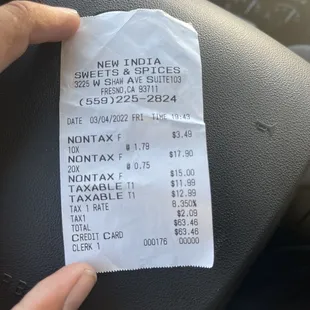 NEW INDIA
SWEETS & SPICES
3225 W SHAW AVE SUITE103
FRESNO,CA 93711
(559)225-2824
DATE 03/04/2022 FRI TIME 19:43
NONTAX F $3.49
10X @ 1.79
NONTAX F $17.90
20X @ 0.75
NONTAX F $15.00
TAXABLE T1 $11.99
TAXABLE T1 $12.99
TAX 1 RATE 8.350%
TAX1 $2.09
TOTAL $63.46
CREDIT CARD $63.46
CLERK 1 000176 00000